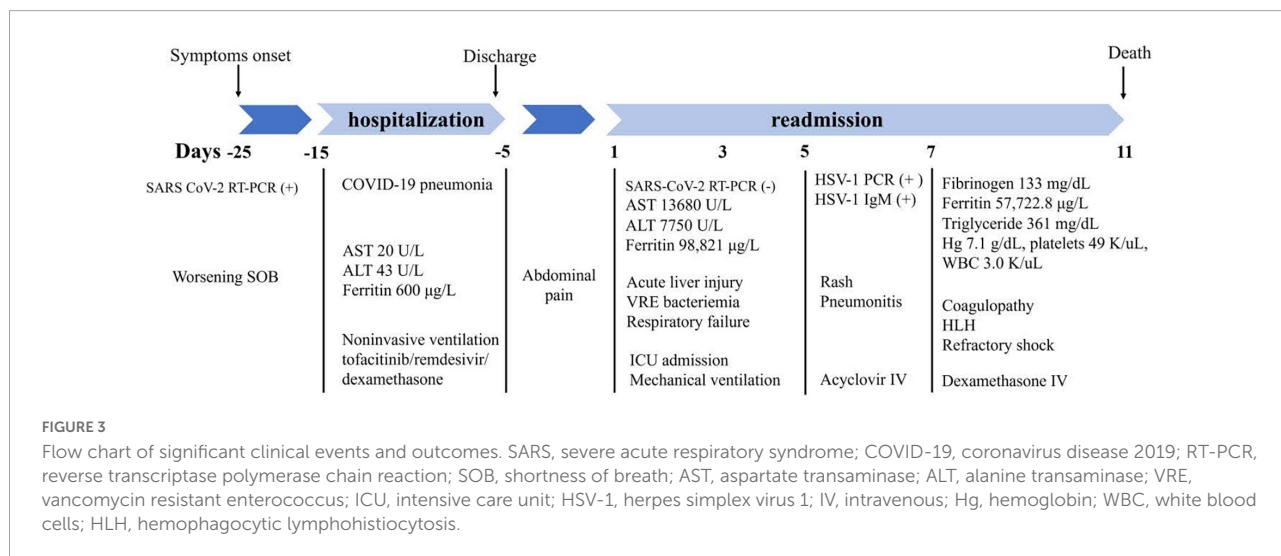 Symptoms onset
Discharge
Death
hospitalization
readmission
Days -25
-15
-5
1
3
5
7
11
SARS CoV-2 RT-PCR (+)
Worsening SOB
COVID-19 pneumonia
AST 20 U/L
ALT 43 U/L
Ferritin 600 µg/L
Noninvasive ventilation
tofacitinib/remdesivir/
dexamethasone
Abdominal
pain
SARS-CoV-2 RT-PCR (-)
AST 13680 U/L
ALT 7750 U/L
Ferritin 98,821 µg/L
Acute liver injury
VRE bacteriemia
Respiratory failure
ICU admission
Mechanical ventilation
HSV-1 PCR (+ )
HSV-1 IgM (+)
Rash
Pneumonitis
Acyclovir IV
Fibrinogen 133 mg/dL
Ferritin 57,722.8 µg/L
Triglyceride 361 mg/dL
Hg 7.1 g/dL, platelets 49 K/uL,
WBC 3.0 K/uL
Coagulopathy
HLH
Refractory shock
Dexamethasone IV
FIGURE 3
Flow chart of significant clinical events and outcomes. SARS, severe acute respiratory syndrome; COVID-19, coronavirus disease 2019; RT-PCR,
reverse transcriptase polymerase chain reaction; SOB, shortness of breath; AST, aspartate transaminase; ALT, alanine transaminase; VRE,
vancomycin resistant enterococcus; ICU, intensive care unit; HSV-1, herpes simplex virus 1; IV, intravenous; Hg, hemoglobin; WBC, white blood
cells; HLH, hemophagocytic lymphohistiocytosis.